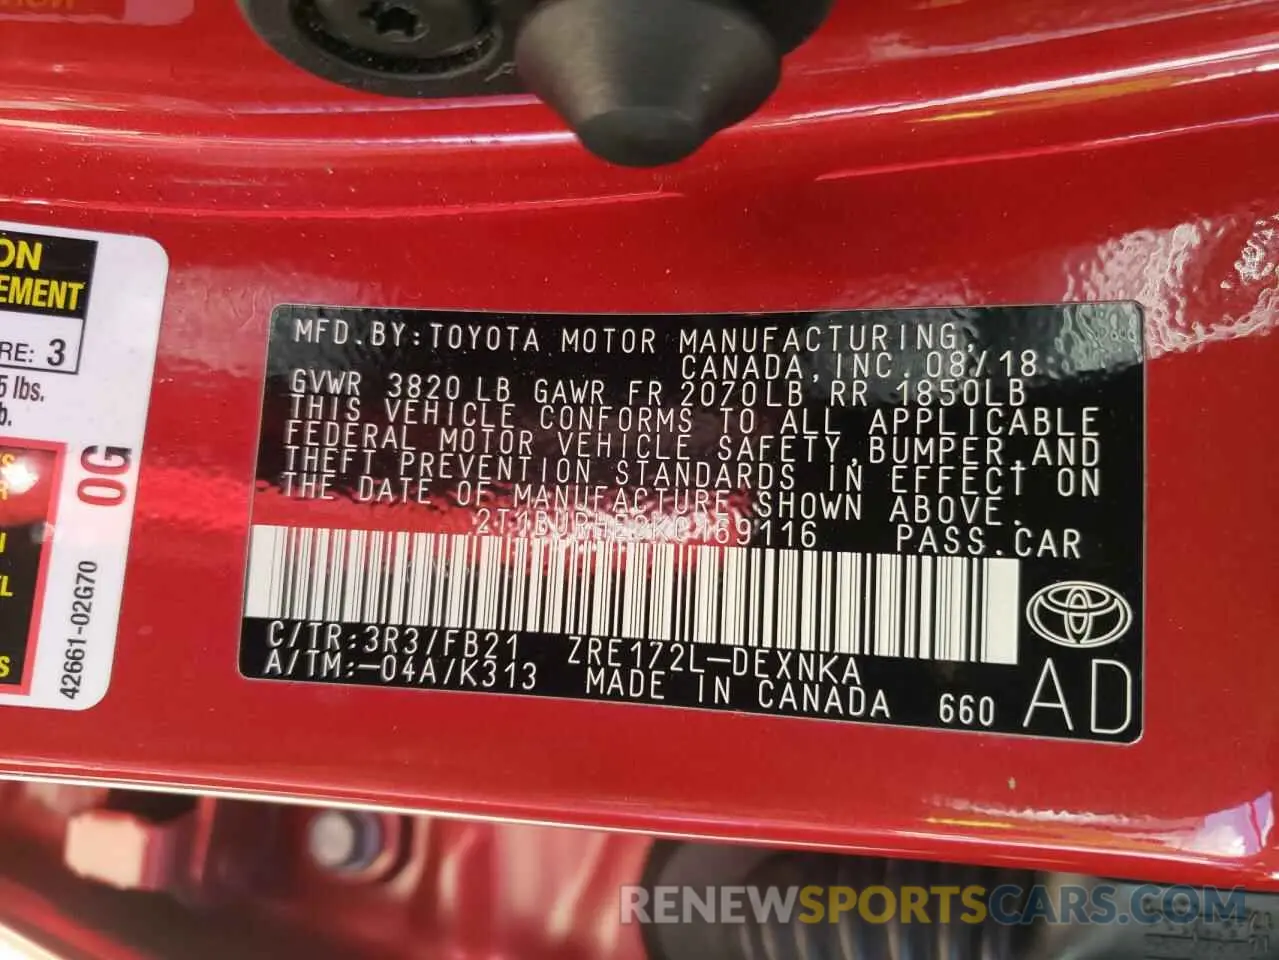 ON
EMENT
RE: 3
5 lbs.
b.
0G
42661-02G70
MFD.BY:TOYOTA MOTOR MANUFACTURING,
CANADA,INC. 08/18
GVWR 3820LB GAWR FR 2070LB RR 1850LB
THIS VEHICLE CONFORMS TO ALL APPLICABLE
FEDERAL MOTOR VEHICLE SAFETY,BUMPER,AND
THEFT PREVENTION STANDARDS IN EFFECT ON
THE DATE OF MANUFACTURE SHOWN ABOVE.
PASS.CAR
C/TR:3R3/FB21 ZRE172L-DEXNKA
A/TM:-04A/K313 MADE IN CANADA 660 AD
RENEWSPORTSCARS.COM